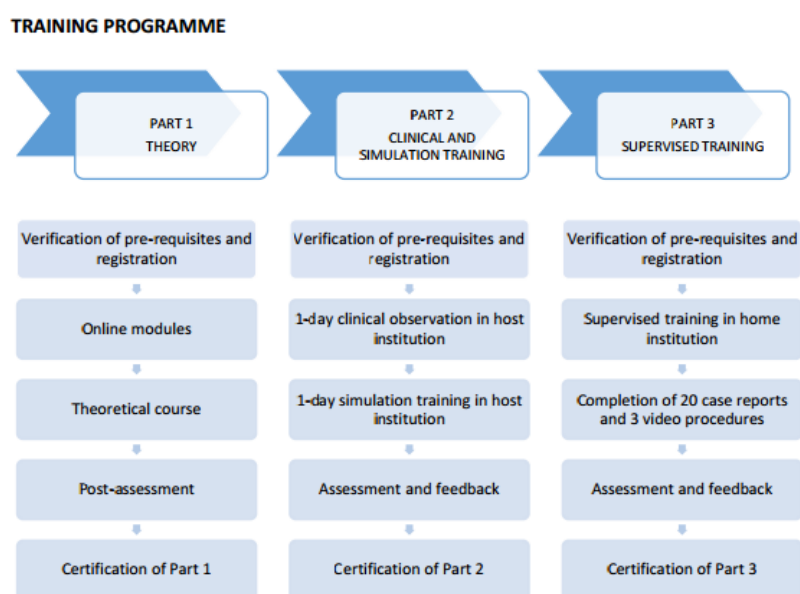 TRAINING PROGRAMME
PART 1
THEORY
PART 2
CLINICAL AND
SIMULATION TRAINING
PART 3
SUPERVISED TRAINING
Verification of pre-requisites and
registration
Online modules
Theoretical course
Post-assessment
Certification of Part 1
Verification of pre-requisites and
registration
1-day clinical observation in host
institution
1-day simulation training in host
institution
Assessment and feedback
Certification of Part 2
Verification of pre-requisites and
registration
Supervised training in home
institution
Completion of 20 case reports
and 3 video procedures
Assessment and feedback
Certification of Part 3